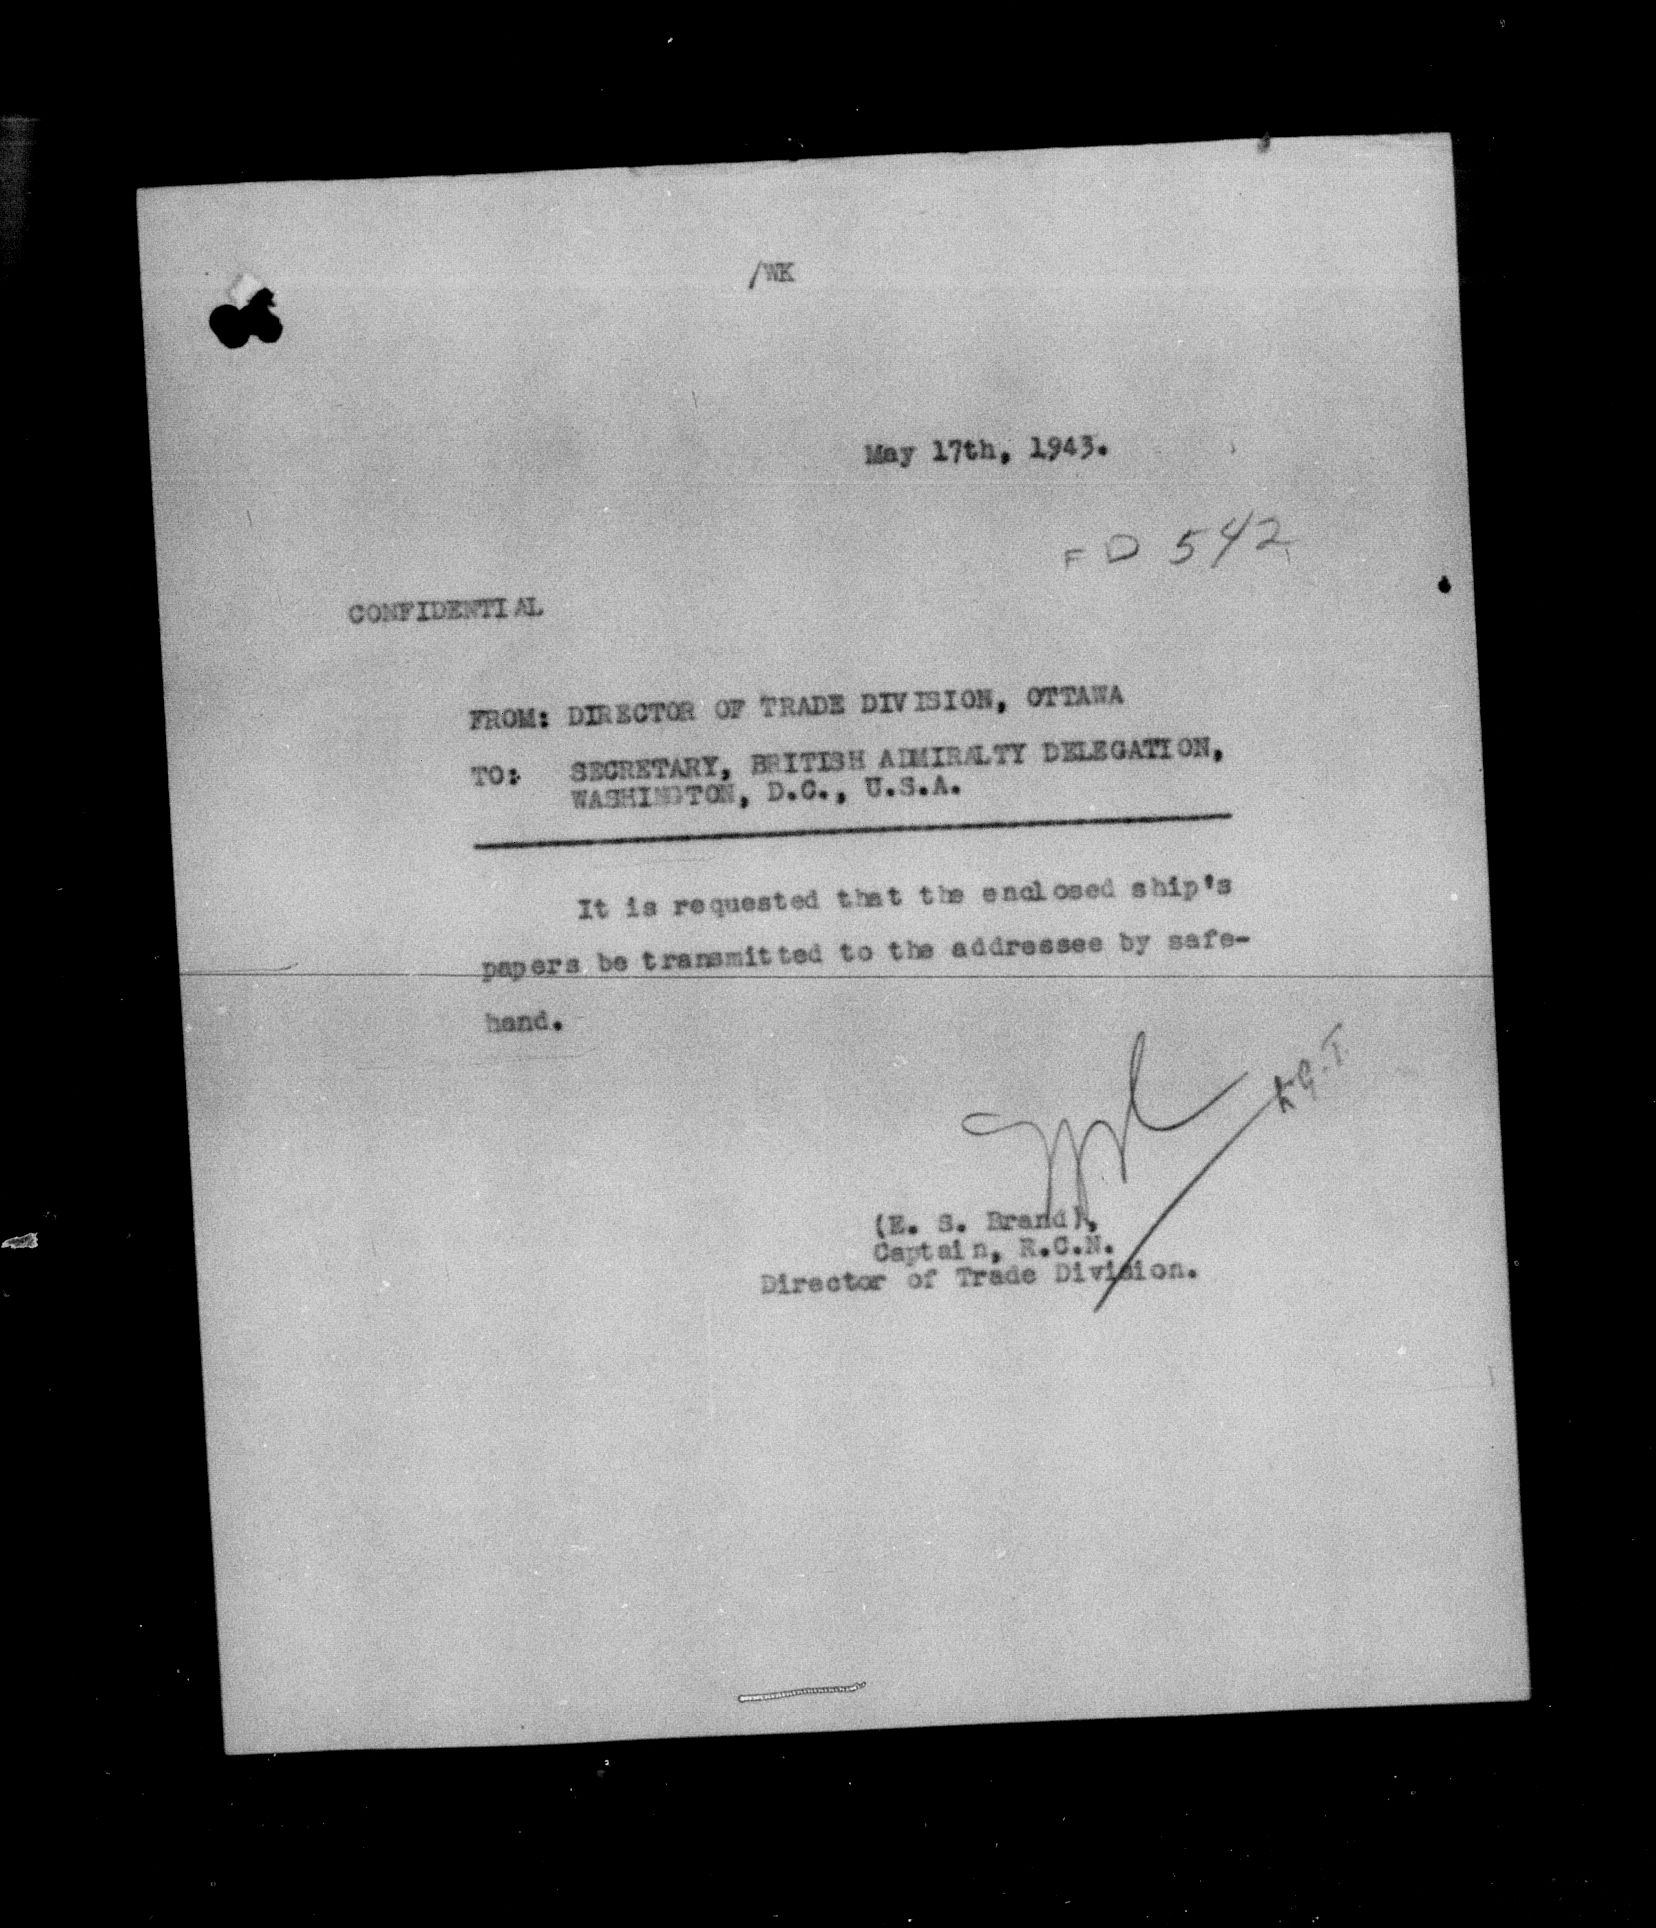 /WK
May 17th, 1943.
FD 542
CONFIDENTIAL
FROM: DIRECTOR OF TRADE DIVISION, OTTAWA
TO: SECRETARY, BRITISH ADMIRALTY DELEGATION,
WASHINGTON, D.C., U.S.A.
It is requested that the enclosed ship's
papers be transmitted to the addressee by safe-
hand.
(E. S. Brand),
Captain, R.C.N.
Director of Trade Division.